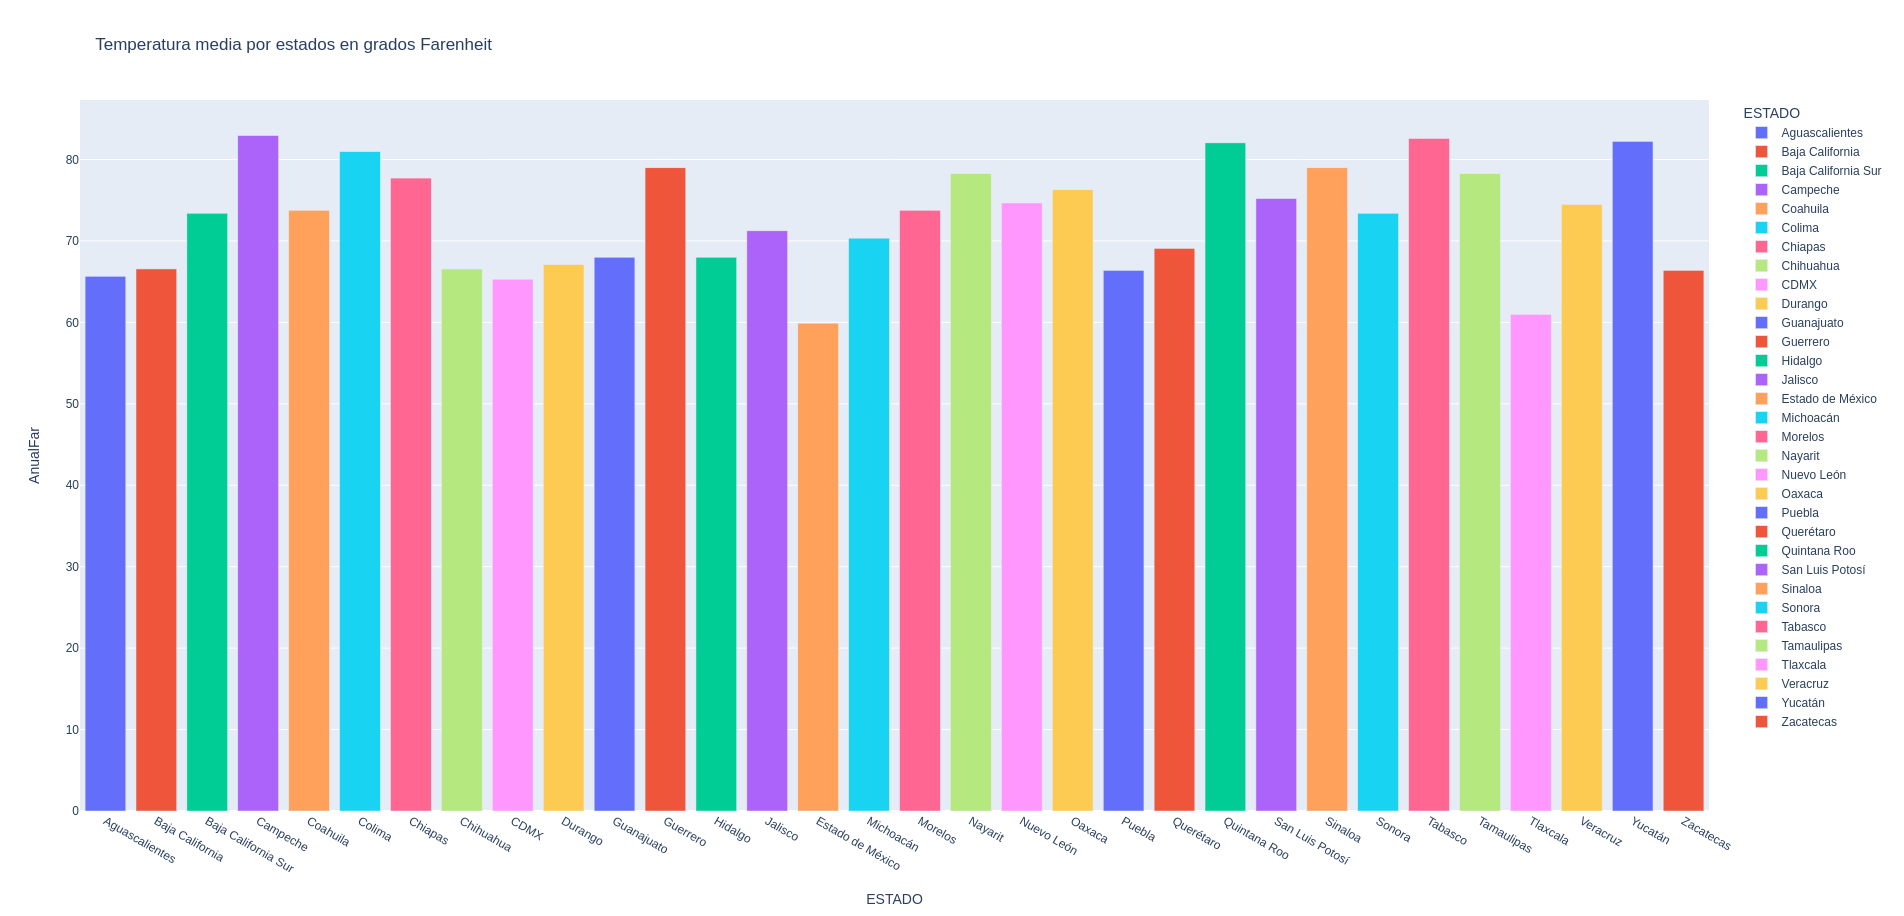 Temperatura media por estados en grados Farenheit
AnualFar
80
70
60
50
40
30
20
10
0
Aguascalientes
Baja California
Baja California Sur
Campeche
Coahuila
Colima
Chiapas
Chihuahua
CDMX
Durango
Guanajuato
Guerrero
Hidalgo
Jalisco
Estado de México
Michoacán
Morelos
Nayarit
Nuevo León
Oaxaca
Puebla
Querétaro
Quintana Roo
San Luis Potosí
Sinaloa
Sonora
Tabasco
Tamaulipas
Tlaxcala
Veracruz
Yucatán
Zacatecas
ESTADO
ESTADO
Aguascalientes
Baja California
Baja California Sur
Campeche
Coahuila
Colima
Chiapas
Chihuahua
CDMX
Durango
Guanajuato
Guerrero
Hidalgo
Jalisco
Estado de México
Michoacán
Morelos
Nayarit
Nuevo León
Oaxaca
Puebla
Querétaro
Quintana Roo
San Luis Potosí
Sinaloa
Sonora
Tabasco
Tamaulipas
Tlaxcala
Veracruz
Yucatán
Zacatecas